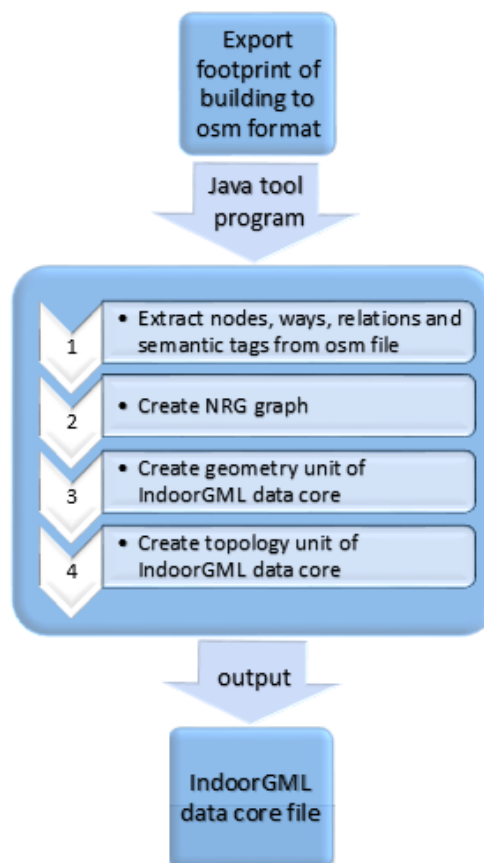 Export
footprint of
building to
osm format
Java tool
program
1
• Extract nodes, ways, relations and
semantic tags from osm file
2
• Create NRG graph
3
• Create geometry unit of
IndoorGML data core
4
• Create topology unit of
IndoorGML data core
output
IndoorGML
data core file